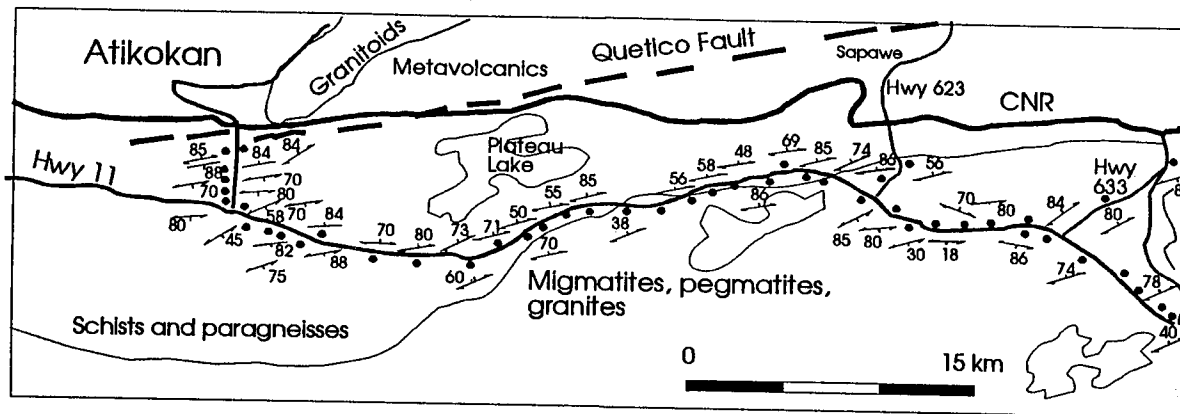 Atikokan
Granitoids
Metavolcanics
Quetico Fault
Sapawe
Hwy 623
CNR
Hwy 11
Plateau
Lake
Hwy
633
Schists and paragneisses
Migmatites, pegmatites,
granites
0 15 km
85 84 84
88 70
70 80
80 58 70 84
45 82 88
75
70 80 73 71 50 55 85
60 70 38
56 58 48 69 85 74 86 56
86
85 80 30 18
70 80 84 80
86 74 78
40